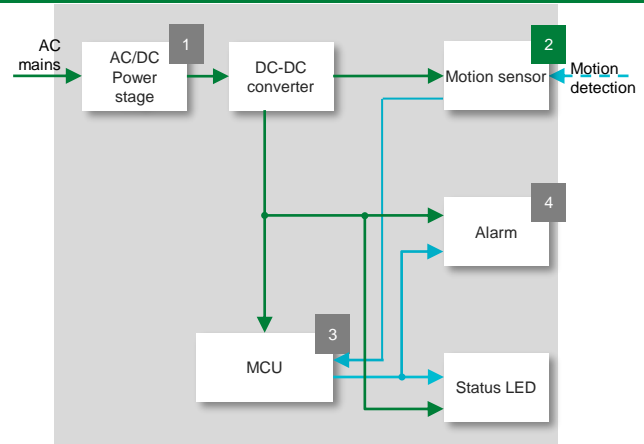 AC
mains
1
AC/DC
Power
stage
DC-DC
converter
2
Motion sensor
Motion
detection
4
Alarm
3
MCU
Status LED